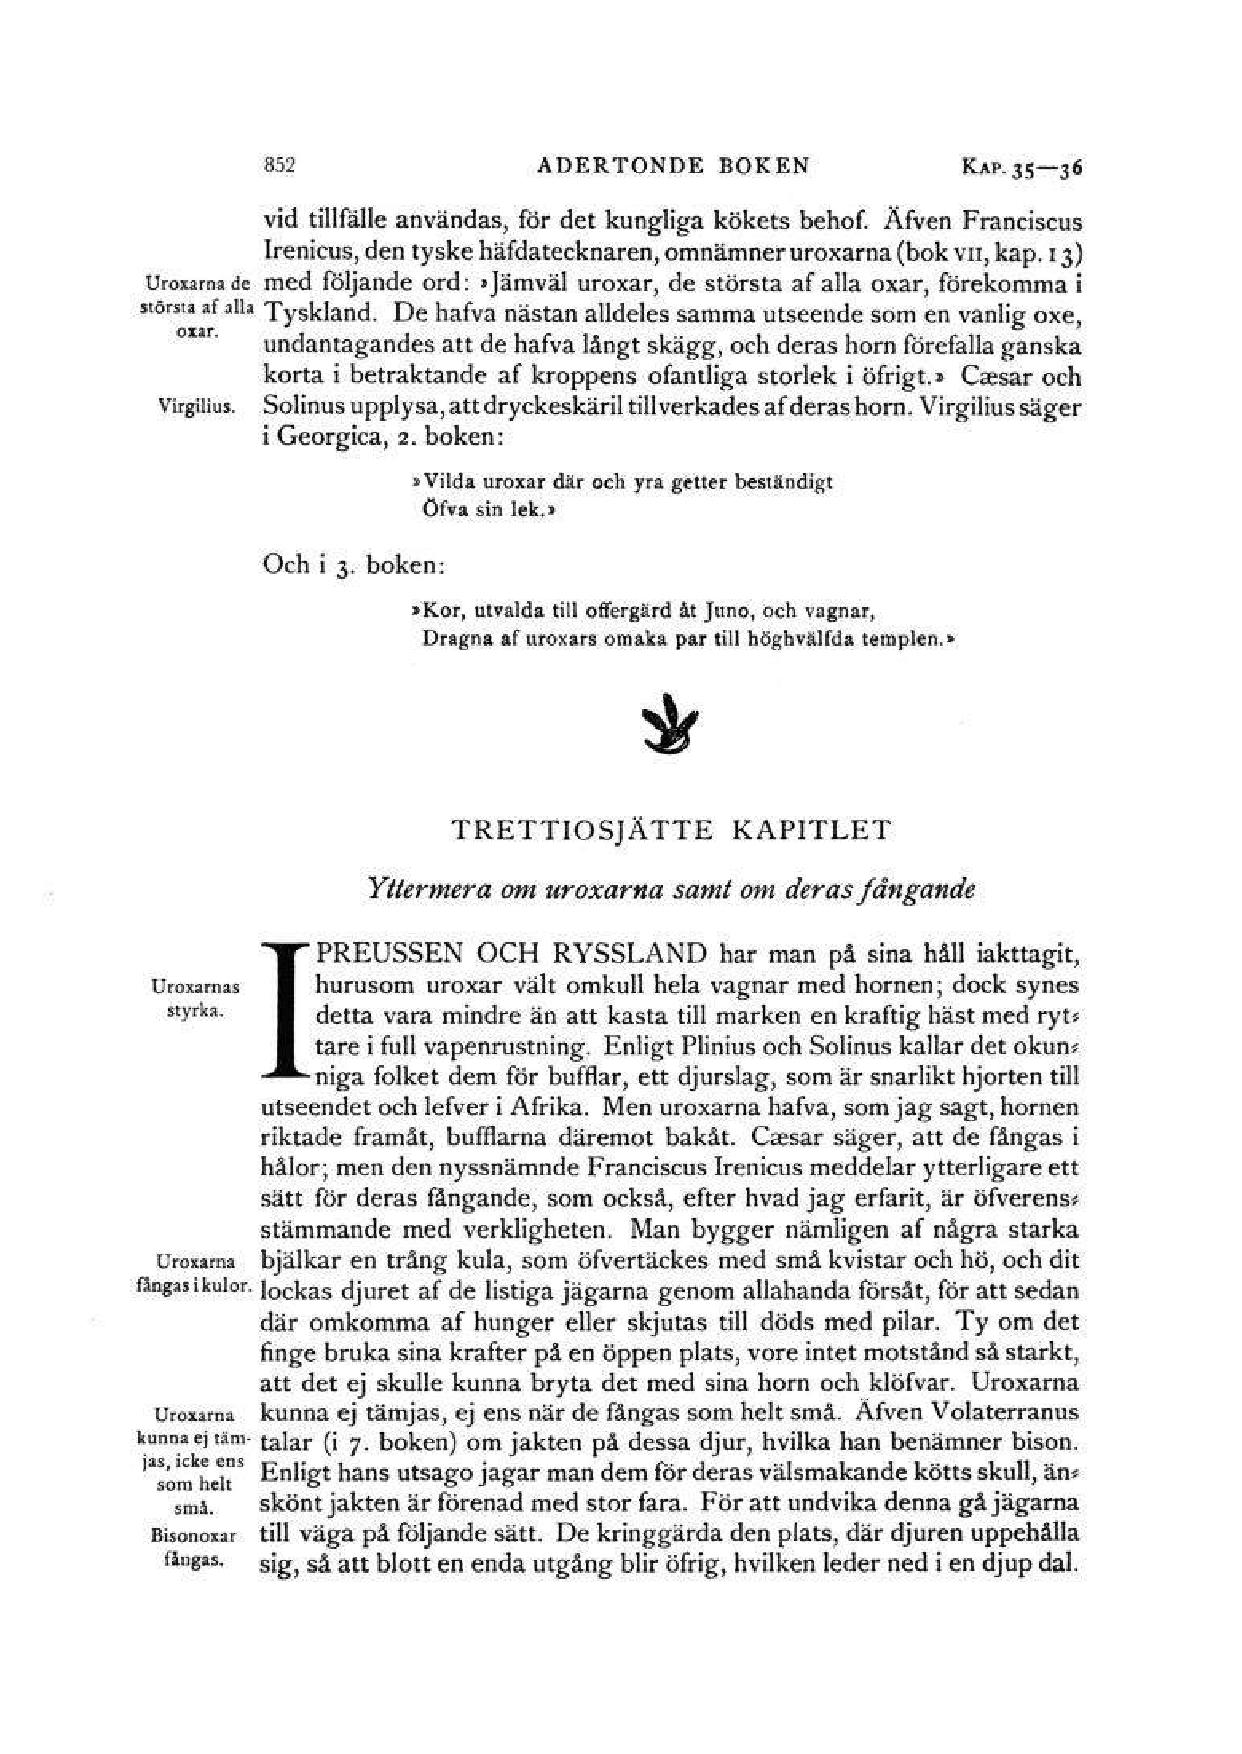 852 ADERTONDE BOKEN KAP. 35—36
vid tillfälle användas, för det kungliga kökets behof. Äfven Franciscus
Irenicus, den tyske häfdatecknaren, omnämner uroxarna (bok VII, kap. 13)
Uroxarna de
största af alla
oxar.
med följande ord: »Jämväl uroxar, de största af alla oxar, förekomma i
Tyskland. De hafva nästan alldeles samma utseende som en vanlig oxe,
undantagandes att de hafva långt skägg, och deras horn förefalla ganska
korta i betraktande af kroppens ofantliga storlek i öfrigt.» Cæsar och
Virgilius.
Solinus upplysa, att dryckeskäril tillverkades af deras horn. Virgilius säger
i Georgica, 2. boken:
»Vilda uroxar där och yra getter beständigt
Öfva sin lek.»
Och i 3. boken:
»Kor, utvalda till offergärd åt Juno, och vagnar,
Dragna af uroxars omaka par till höghvälfda templen.»
TRETTIOSJÄTTE KAPITLET
Yttermera om uroxarna samt om deras fångande
I PREUSSEN OCH RYSSLAND har man på sina håll iakttagit,
Uroxarnas
styrka.
hurusom uroxar vält omkull hela vagnar med hornen; dock synes
detta vara mindre än att kasta till marken en kraftig häst med ryt-
tare i full vapenrustning. Enligt Plinius och Solinus kallar det okun-
niga folket dem för bufflar, ett djurslag, som är snarlikt hjorten till
utseendet och lefver i Afrika. Men uroxarna hafva, som jag sagt, hornen
riktade framåt, bufflarna däremot bakåt. Cæsar säger, att de fångas i
hålor; men den nyssnämnde Franciscus Irenicus meddelar ytterligare ett
sätt för deras fångande, som också, efter hvad jag erfarit, är öfverens-
stämmande med verkligheten. Man bygger nämligen af några starka
Uroxarna
fångas i kulor.
bjälkar en trång kula, som öfvertäckes med små kvistar och hö, och dit
lockas djuret af de listiga jägarna genom allahanda försåt, för att sedan
där omkomma af hunger eller skjutas till döds med pilar. Ty om det
finge bruka sina krafter på en öppen plats, vore intet motstånd så starkt,
att det ej skulle kunna bryta det med sina horn och klöfvar. Uroxarna
Uroxarna
kunna ej täm-
jas, icke ens
som helt
små.
kunna ej tämjas, ej ens när de fångas som helt små. Äfven Volaterranus
talar (i 7. boken) om jakten på dessa djur, hvilka han benämner bison.
Enligt hans utsago jagar man dem för deras välsmakande kötts skull, än-
skönt jakten är förenad med stor fara. För att undvika denna gå jägarna
Bisonoxar
fångas.
till väga på följande sätt. De kringgärda den plats, där djuren uppehålla
sig, så att blott en enda utgång blir öfrig, hvilken leder ned i en djup dal.